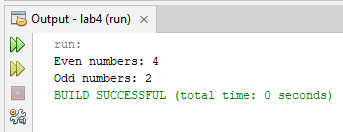 Output - lab4 (run)
run:
Even numbers: 4
Odd numbers: 2
BUILD SUCCESSFUL (total time: 0 seconds)